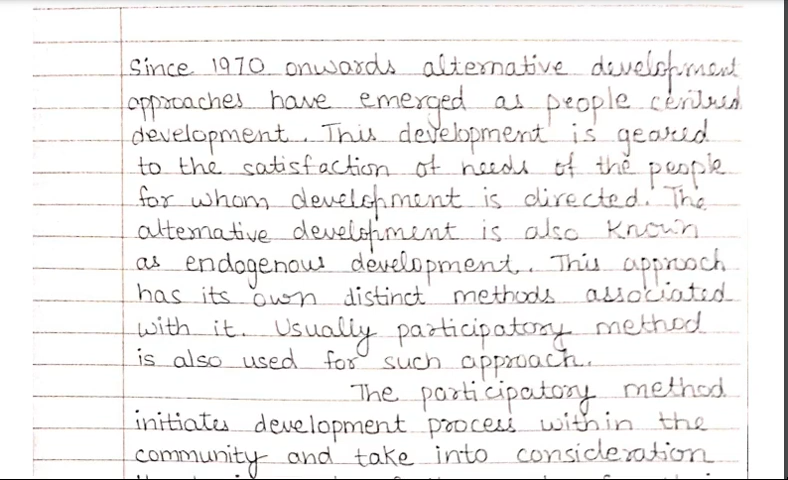 Since 1970 onwards alternative development
approaches have emerged as people centred
development. This development is geared
to the satisfaction of needs of the people
for whom development is directed. The
alternative development is also known
as endogenous development. This approach
has its own distinct methods associated
with it. Usually participatory method
is also used for such approach.
The participatory method
initiates development process within the
community and take into consideration